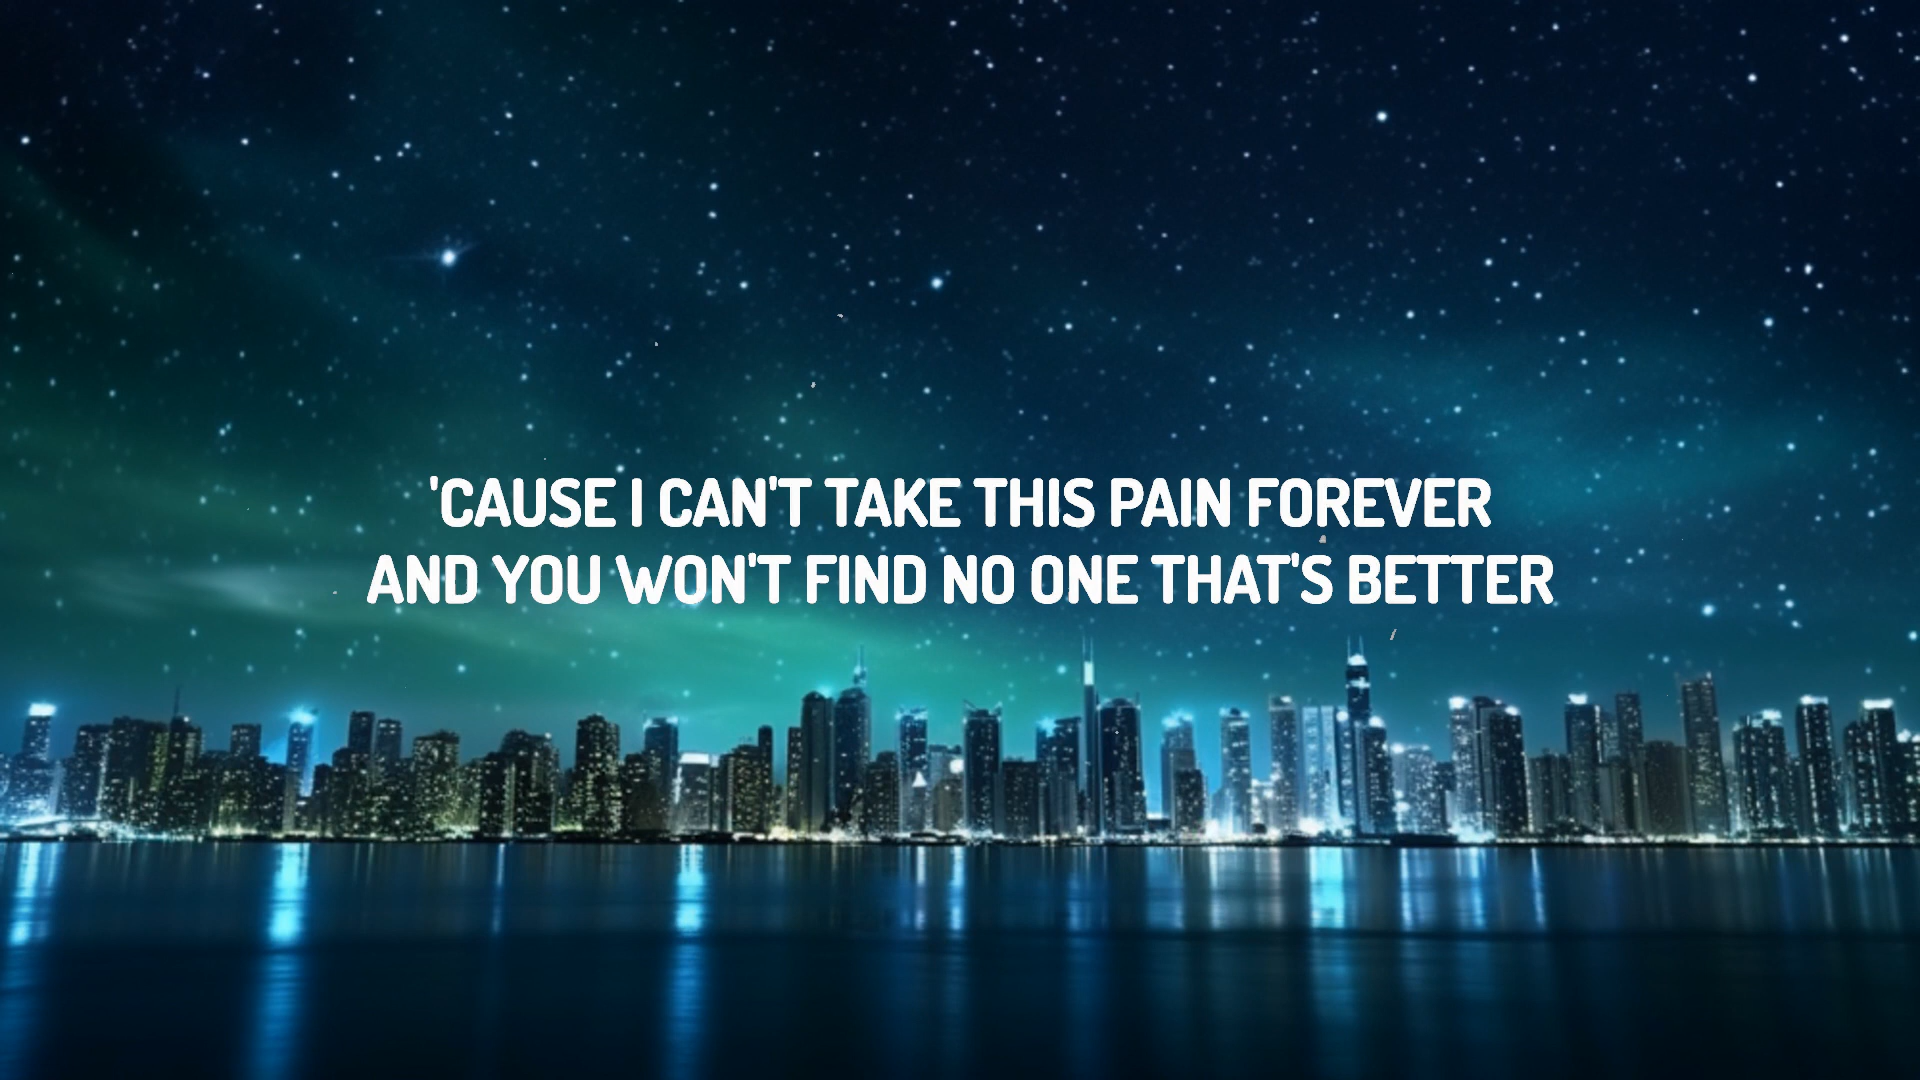 'CAUSE I CAN'T TAKE THIS PAIN FOREVER
AND YOU WON'T FIND NO ONE THAT'S BETTER